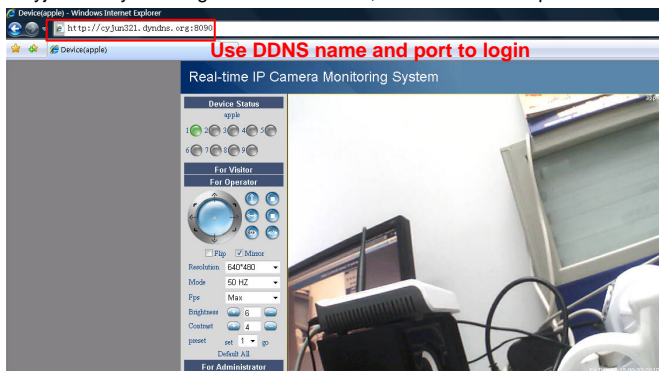 Device(apple) - Windows Internet Explorer
http://cyjun321.dyndns.org:8090
Device(apple)
Use DDNS name and port to login
Real-time IP Camera Monitoring System
Device Status
apple
1 2 3 4 5
6 7 8 9
For Visitor
For Operator
Flip Mirror
Resolution 640*480
Mode 50 HZ
Fps Max
Brightness 6
Contrast 4
preset set 1 go
Default All
For Administrator